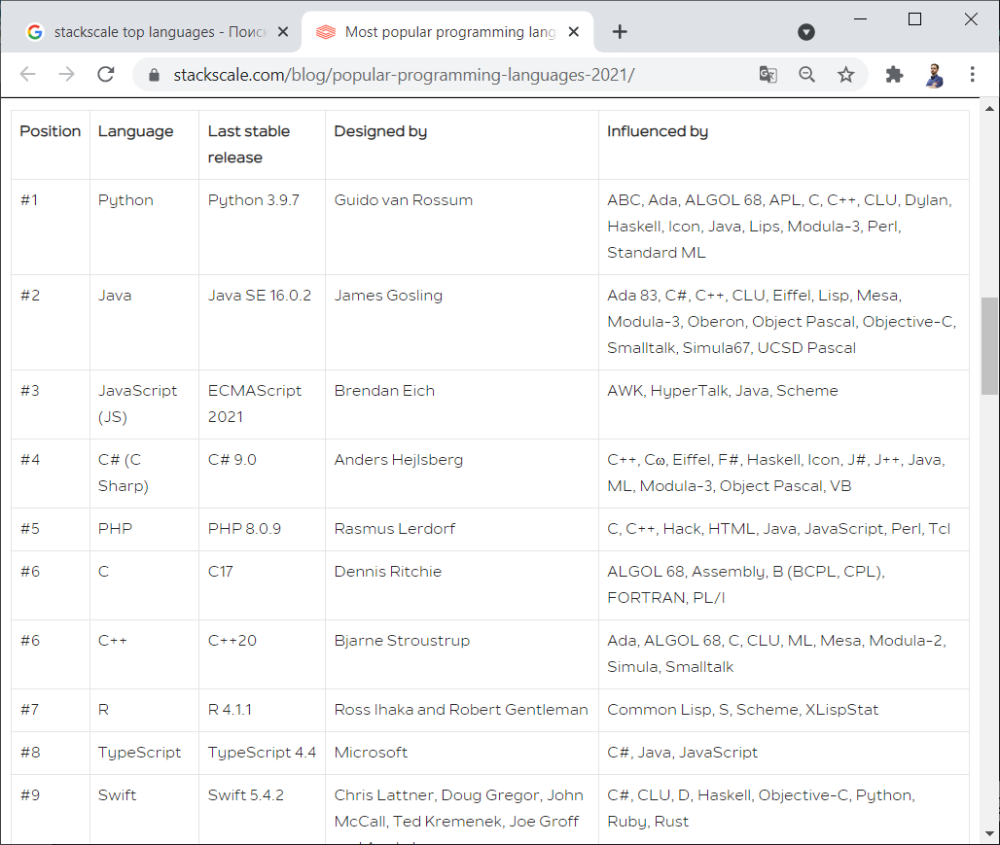 stackscale top languages - Поиск
Most popular programming lang
stackscale.com/blog/popular-programming-languages-2021/
Position Language Last stable Designed by Influenced by
release
#1 Python Python 3.9.7 Guido van Rossum ABC, Ada, ALGOL 68, APL, C, C++, CLU, Dylan,
Haskell, Icon, Java, Lips, Modula-3, Perl,
Standard ML
#2 Java Java SE 16.0.2 James Gosling Ada 83, C#, C++, CLU, Eiffel, Lisp, Mesa,
Modula-3, Oberon, Object Pascal, Objective-C,
Smalltalk, Simula67, UCSD Pascal
#3 JavaScript ECMAScript Brendan Eich AWK, HyperTalk, Java, Scheme
(JS) 2021
#4 C# (C C# 9.0 Anders Hejlsberg C++, Cω, Eiffel, F#, Haskell, Icon, J#, J++, Java,
Sharp) ML, Modula-3, Object Pascal, VB
#5 PHP PHP 8.0.9 Rasmus Lerdorf C, C++, Hack, HTML, Java, JavaScript, Perl, Tcl
#6 C C17 Dennis Ritchie ALGOL 68, Assembly, B (BCPL, CPL),
FORTRAN, PL/I
#6 C++ C++20 Bjarne Stroustrup Ada, ALGOL 68, C, CLU, ML, Mesa, Modula-2,
Simula, Smalltalk
#7 R R 4.1.1 Ross Ihaka and Robert Gentleman Common Lisp, S, Scheme, XLispStat
#8 TypeScript TypeScript 4.4 Microsoft C#, Java, JavaScript
#9 Swift Swift 5.4.2 Chris Lattner, Doug Gregor, John C#, CLU, D, Haskell, Objective-C, Python,
McCall, Ted Kremenek, Joe Groff Ruby, Rust